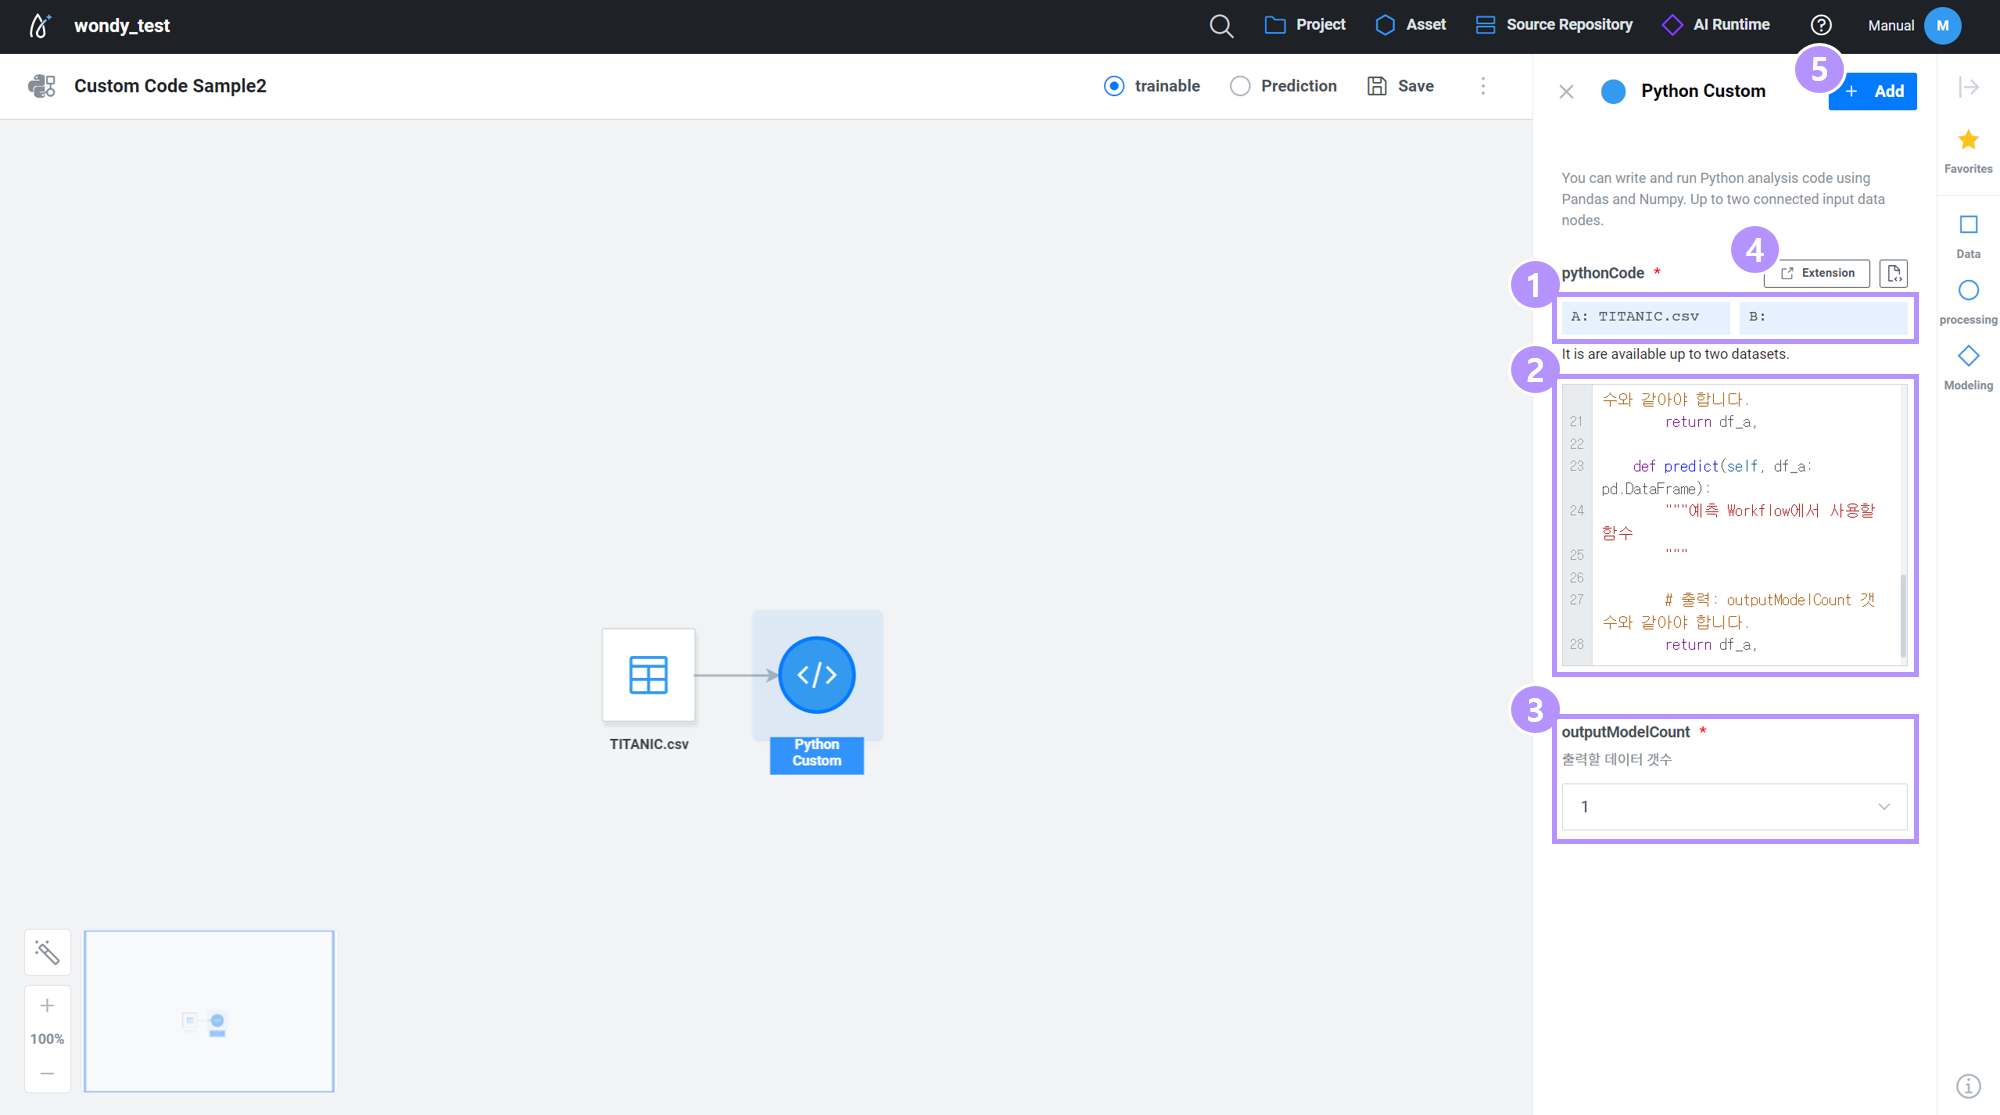 wondy_test
Project
Asset
Source Repository
AI Runtime
Manual
M
Custom Code Sample2
trainable
Prediction
Save
5
Python Custom
+ Add
You can write and run Python analysis code using
Pandas and Numpy. Up to two connected input data
nodes.
4
1
pythonCode *
Extension
A: TITANIC.csv
B:
It is are available up to two datasets.
2
수와 같아야 합니다.
21 return df_a,
22
23 def predict(self, df_a:
pd.DataFrame):
24 """예측 Workflow에서 사용할
함수
25 """
26
27 # 출력: outputModelCount 갯
수와 같아야 합니다.
28 return df_a,
3
outputModelCount *
출력할 데이터 갯수
1
Favorites
Data
processing
Modeling
TITANIC.csv
Python
Custom
</>
100%